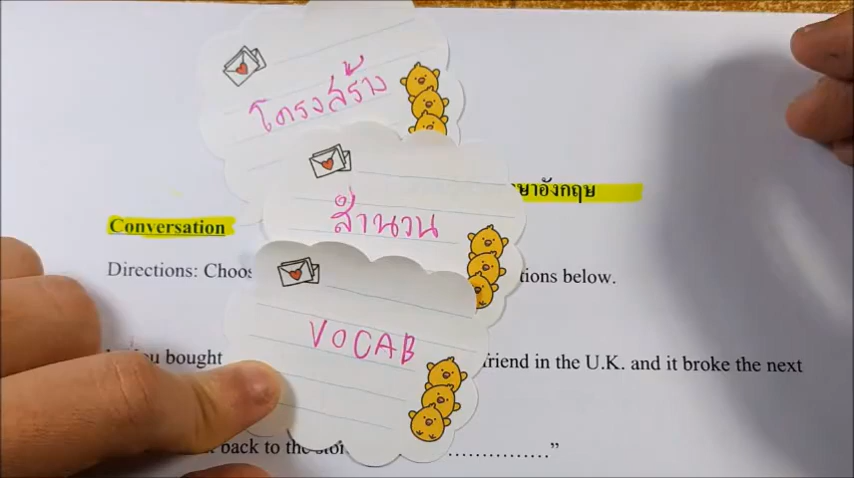 โครงสร้าง
ษาอังกฤษ
สำนวน
Conversation
Directions: Choos tions below.
VOCAB
you bought friend in the U.K. and it broke the next
back to the stor ……………”